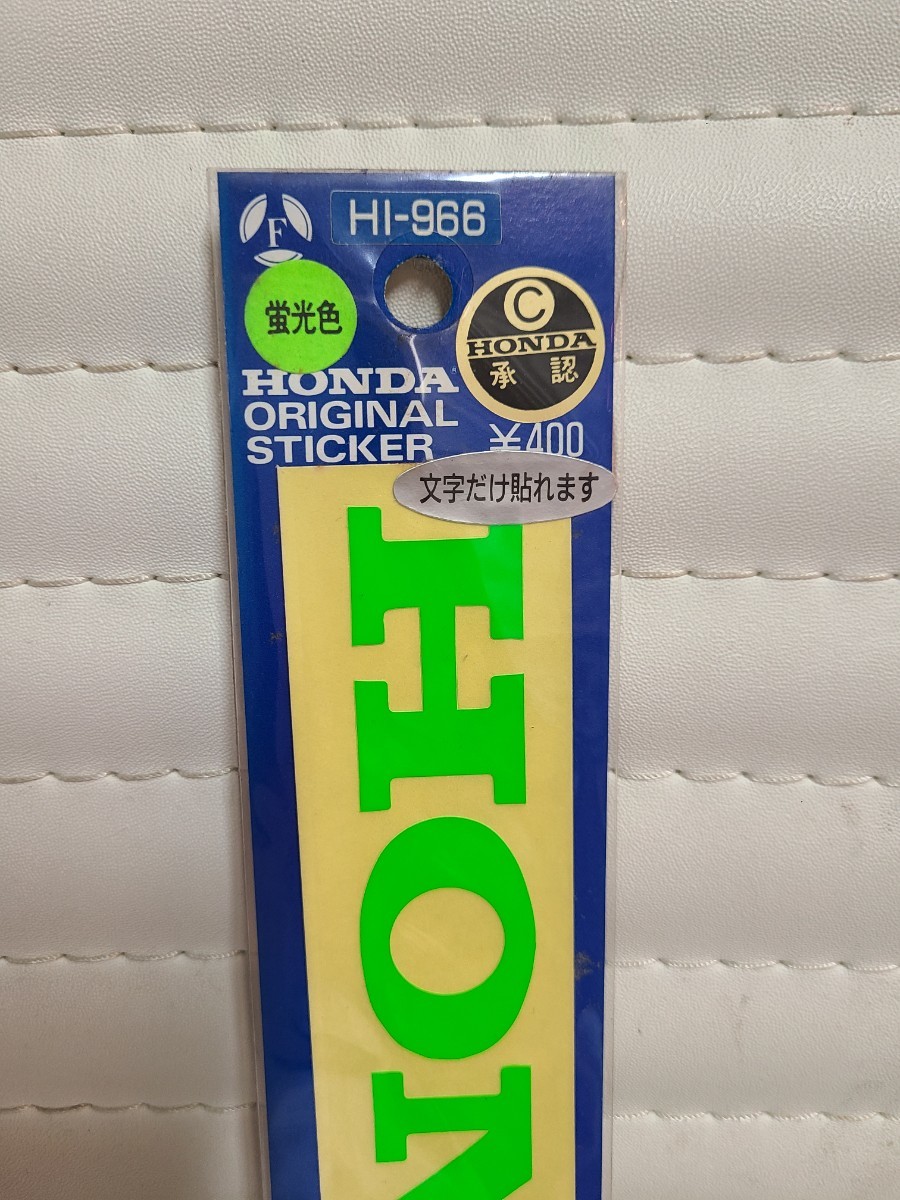 F
HI-966
蛍光色
C
HONDA
承認
HONDA®
ORIGINAL
STICKER
¥400
文字だけ貼れます
HON